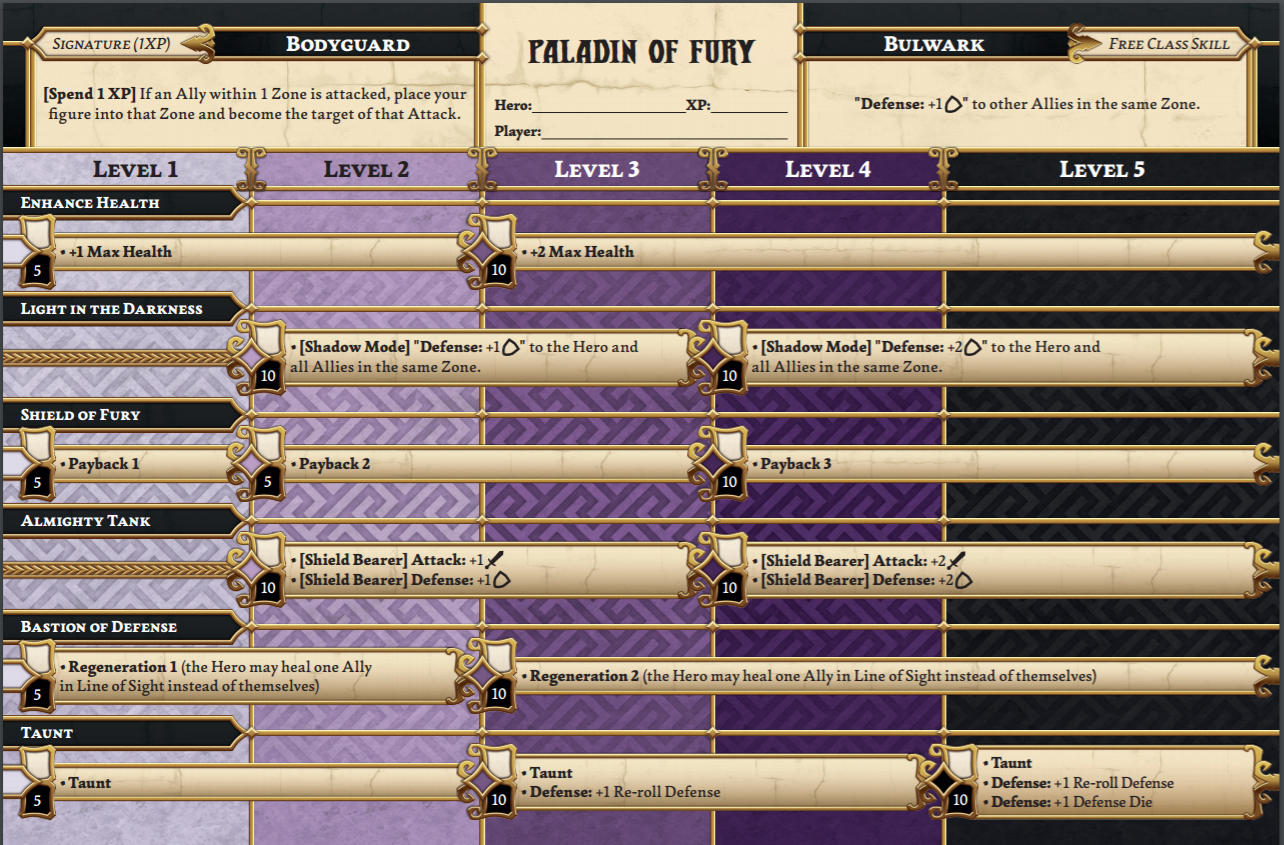 SIGNATURE (1XP)
BODYGUARD
[Spend 1 XP] If an Ally within 1 Zone is attacked, place your
figure into that Zone and become the target of that Attack.
PALADIN OF FURY
Hero: XP:
Player:
BULWARK
FREE CLASS SKILL
"Defense: +1 " to other Allies in the same Zone.
LEVEL 1
LEVEL 2
LEVEL 3
LEVEL 4
LEVEL 5
ENHANCE HEALTH
5
• +1 Max Health
10
• +2 Max Health
LIGHT IN THE DARKNESS
10
• [Shadow Mode] "Defense: +1 " to the Hero and
all Allies in the same Zone.
10
• [Shadow Mode] "Defense: +2 " to the Hero and
all Allies in the same Zone.
SHIELD OF FURY
5
• Payback 1
5
• Payback 2
10
• Payback 3
ALMIGHTY TANK
10
• [Shield Bearer] Attack: +1
• [Shield Bearer] Defense: +1
10
• [Shield Bearer] Attack: +2
• [Shield Bearer] Defense: +2
BASTION OF DEFENSE
5
• Regeneration 1 (the Hero may heal one Ally
in Line of Sight instead of themselves)
10
• Regeneration 2 (the Hero may heal one Ally in Line of Sight instead of themselves)
TAUNT
5
• Taunt
10
• Taunt
• Defense: +1 Re-roll Defense
10
• Taunt
• Defense: +1 Re-roll Defense
• Defense: +1 Defense Die